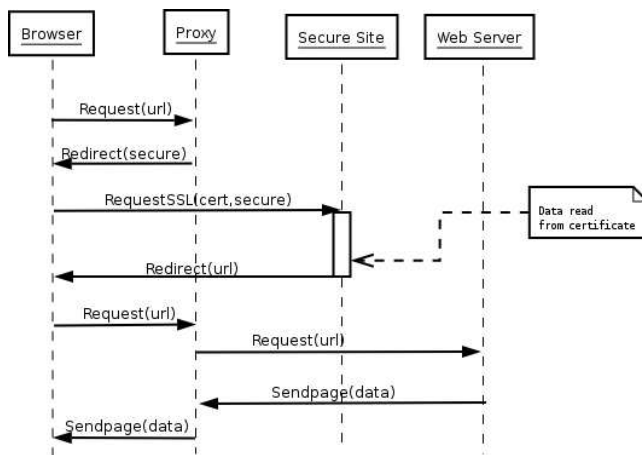 Browser
Proxy
Secure Site
Web Server
Request(url)
Redirect(secure)
RequestSSL(cert,secure)
Data read
from certificate
Redirect(url)
Request(url)
Request(url)
Sendpage(data)
Sendpage(data)